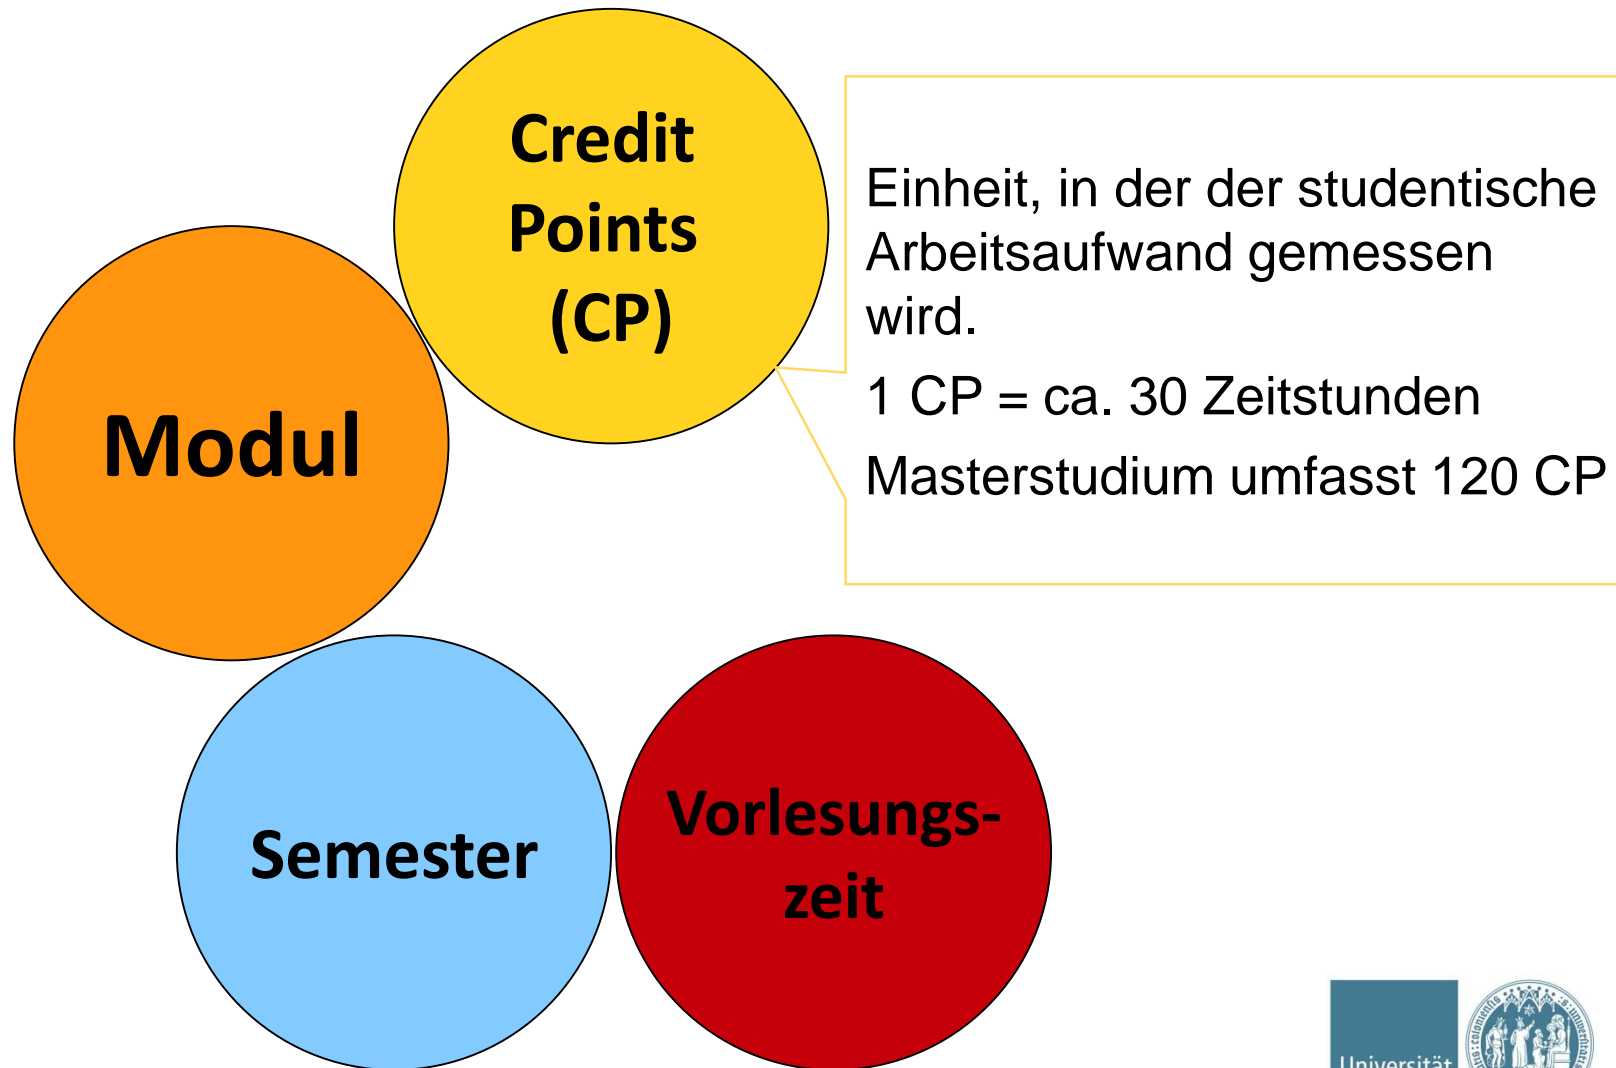 Credit
Points
(CP)
Einheit, in der der studentische
Arbeitsaufwand gemessen
wird.
1 CP = ca. 30 Zeitstunden
Masterstudium umfasst 120 CP
Modul
Semester
Vorlesungs-
zeit
Universität